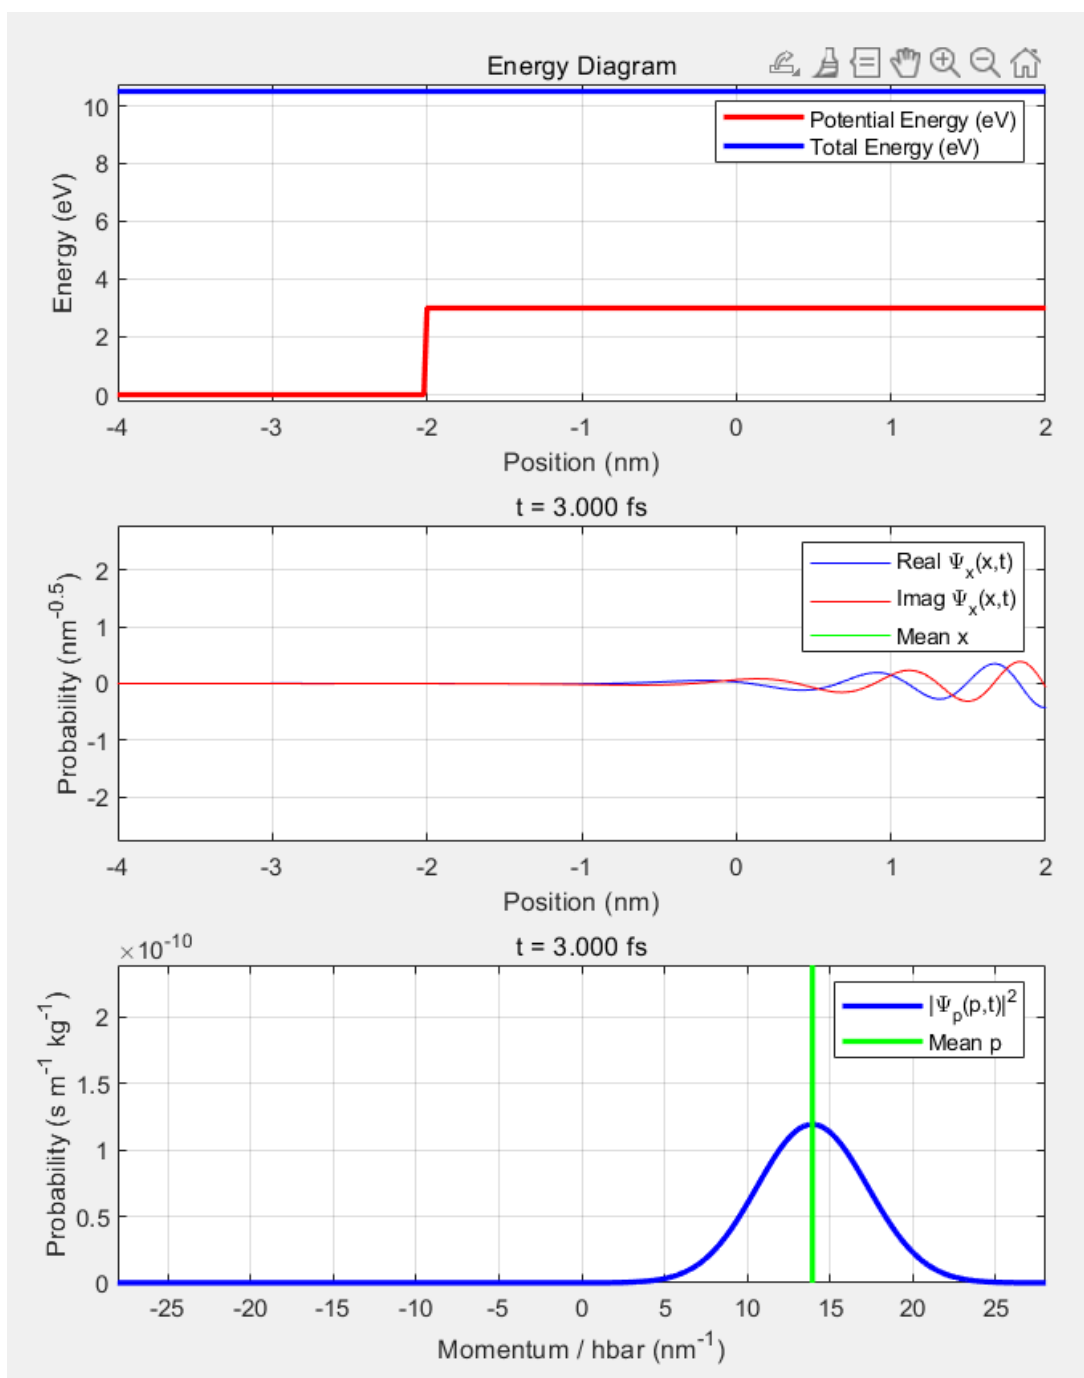 Energy Diagram
Potential Energy (eV)
Total Energy (eV)
Energy (eV)
10
8
6
4
2
0
-4 -3 -2 -1 0 1 2
Position (nm)
t = 3.000 fs
Real Ψx(x,t)
Imag Ψx(x,t)
Mean x
Probability (nm-0.5)
2
1
0
-1
-2
-4 -3 -2 -1 0 1 2
Position (nm)
×10-10
t = 3.000 fs
|Ψp(p,t)|2
Mean p
Probability (s m-1 kg-1)
2
1.5
1
0.5
0
-25 -20 -15 -10 -5 0 5 10 15 20 25
Momentum / hbar (nm-1)